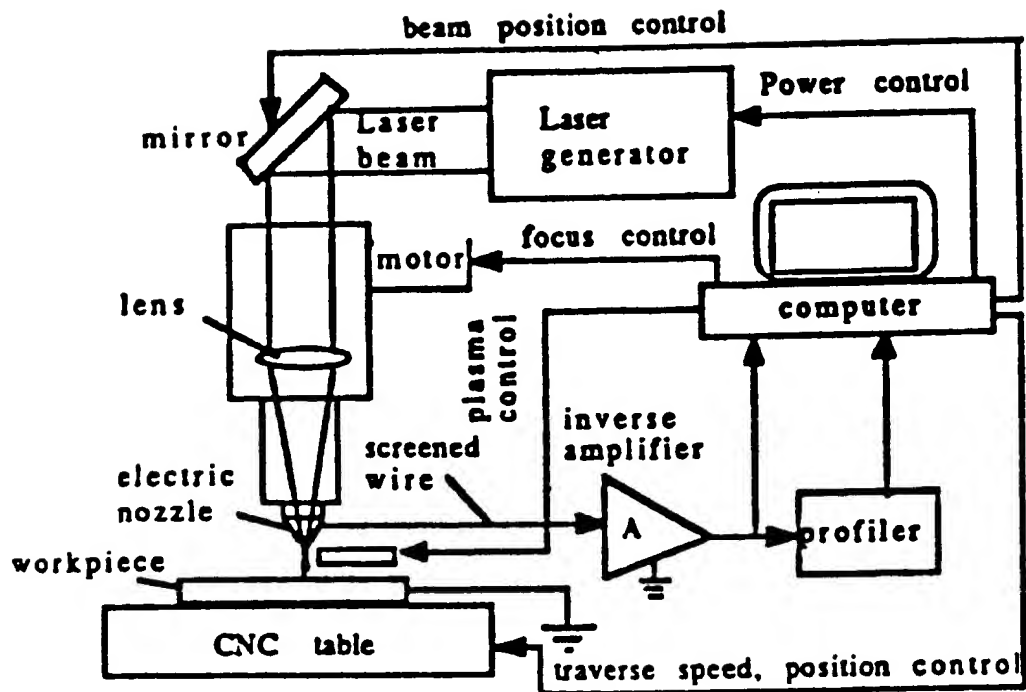 beam position control
Power control
mirror
Laser
beam
Laser
generator
motor
focus control
lens
computer
plasma
control
inverse
amplifier
screened
wire
electric
nozzle
A
profiler
workpiece
CNC table
traverse speed, position control